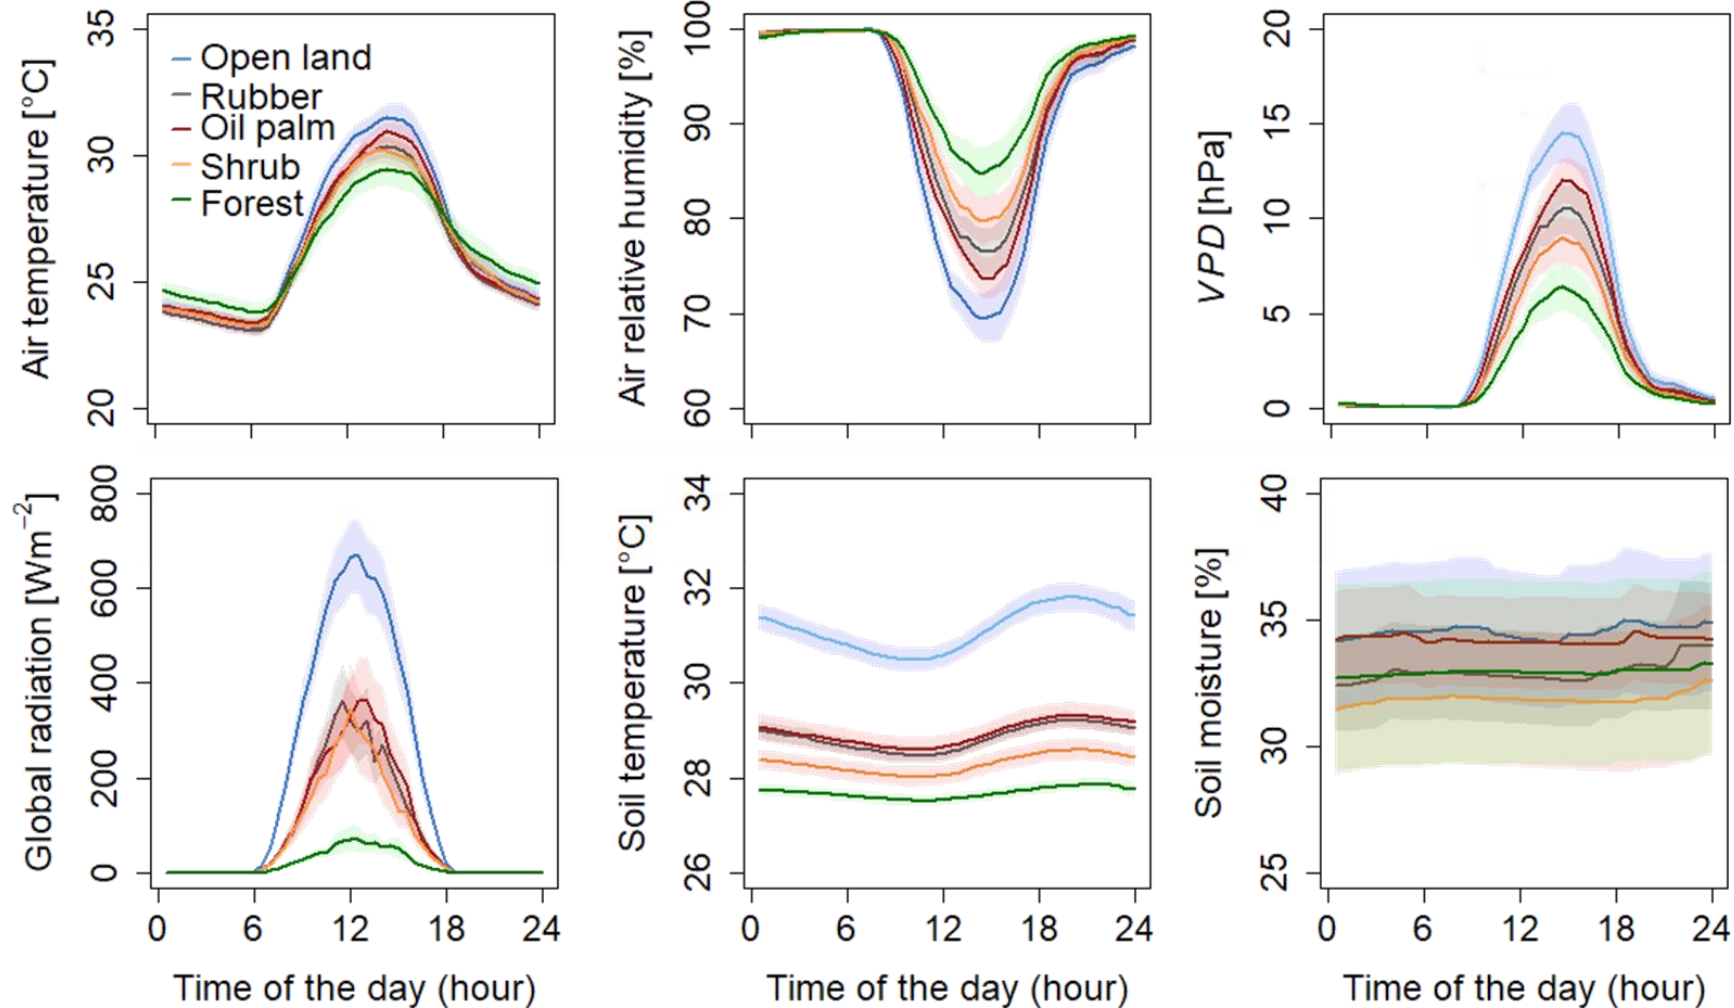 Air temperature [°C]
35
30
25
20
Open land
Rubber
Oil palm
Shrub
Forest
Air relative humidity [%]
100
90
80
70
60
VPD [hPa]
20
15
10
5
0
Global radiation [Wm⁻²]
800
600
400
200
0
0 6 12 18 24
Time of the day (hour)
Soil temperature [°C]
34
32
30
28
26
0 6 12 18 24
Time of the day (hour)
Soil moisture [%]
40
35
30
25
0 6 12 18 24
Time of the day (hour)